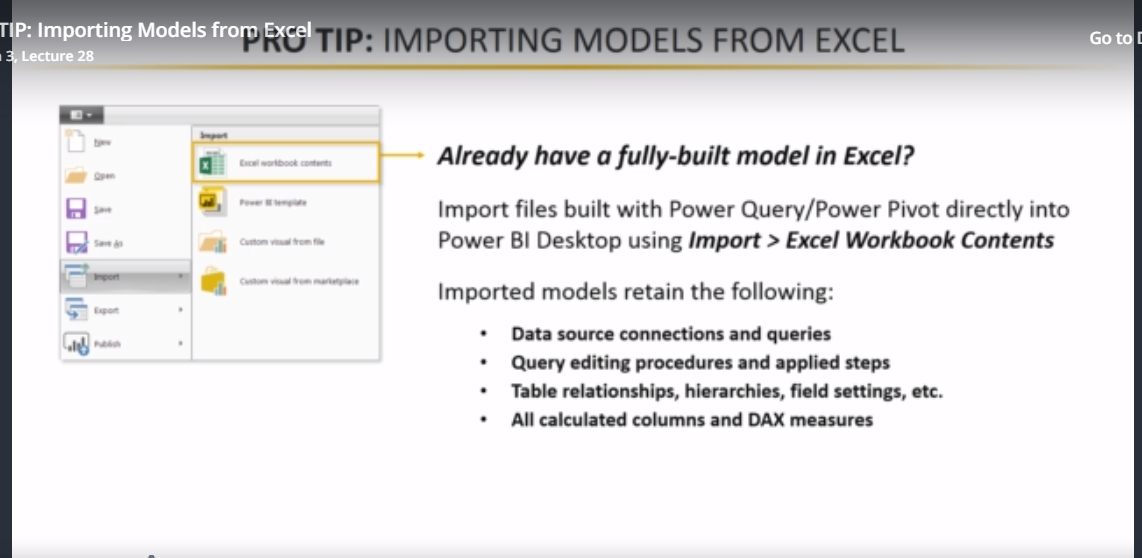 TIP: Importing Models from Excel
3, Lecture 28
Go to
PRO TIP: IMPORTING MODELS FROM EXCEL
New
Open
Save
Save As
Import
Export
Publish
Import
Excel workbook contents
Power BI template
Custom visual from file
Custom visual from marketplace
Already have a fully-built model in Excel?
Import files built with Power Query/Power Pivot directly into
Power BI Desktop using Import > Excel Workbook Contents
Imported models retain the following:
• Data source connections and queries
• Query editing procedures and applied steps
• Table relationships, hierarchies, field settings, etc.
• All calculated columns and DAX measures